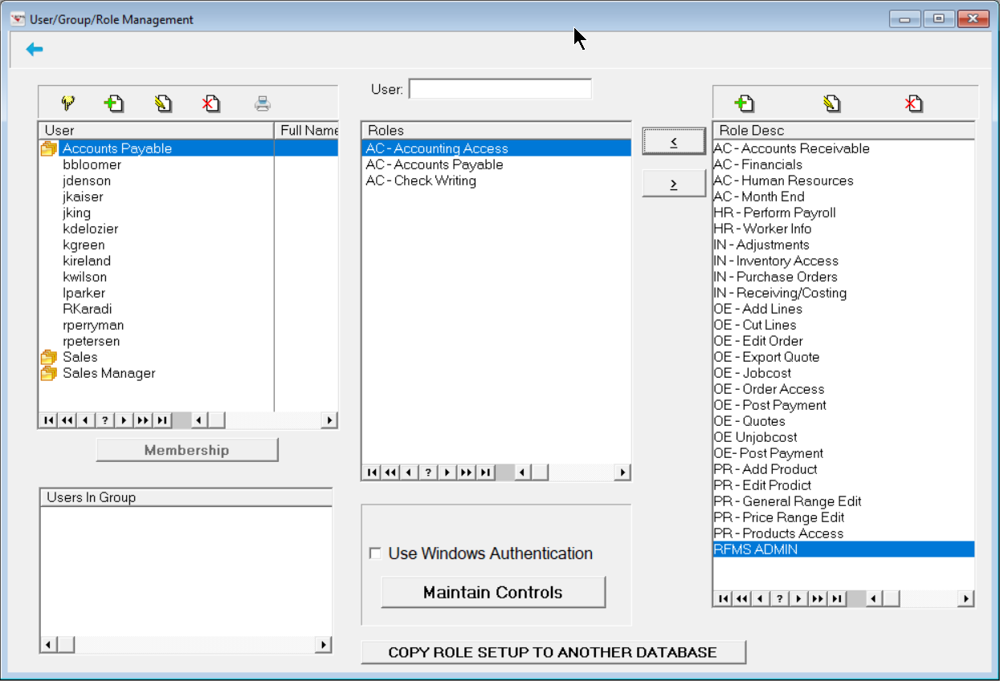 User/Group/Role Management
User:
User Full Name
Accounts Payable
bbloomer
jdenson
jkaiser
jking
kdelozier
kgreen
kireland
kwilson
lparker
RKaradi
rperryman
rpetersen
Sales
Sales Manager
?
Membership
Users In Group
Roles
AC - Accounting Access
AC - Accounts Payable
AC - Check Writing
?
<
>
Use Windows Authentication
Maintain Controls
COPY ROLE SETUP TO ANOTHER DATABASE
Role Desc
AC - Accounts Receivable
AC - Financials
AC - Human Resources
AC - Month End
HR - Perform Payroll
HR - Worker Info
IN - Adjustments
IN - Inventory Access
IN - Purchase Orders
IN - Receiving/Costing
OE - Add Lines
OE - Cut Lines
OE - Edit Order
OE - Export Quote
OE - Jobcost
OE - Order Access
OE - Post Payment
OE - Quotes
OE Unjobcost
OE- Post Payment
PR - Add Product
PR - Edit Prodict
PR - General Range Edit
PR - Price Range Edit
PR - Products Access
RFMS ADMIN
?